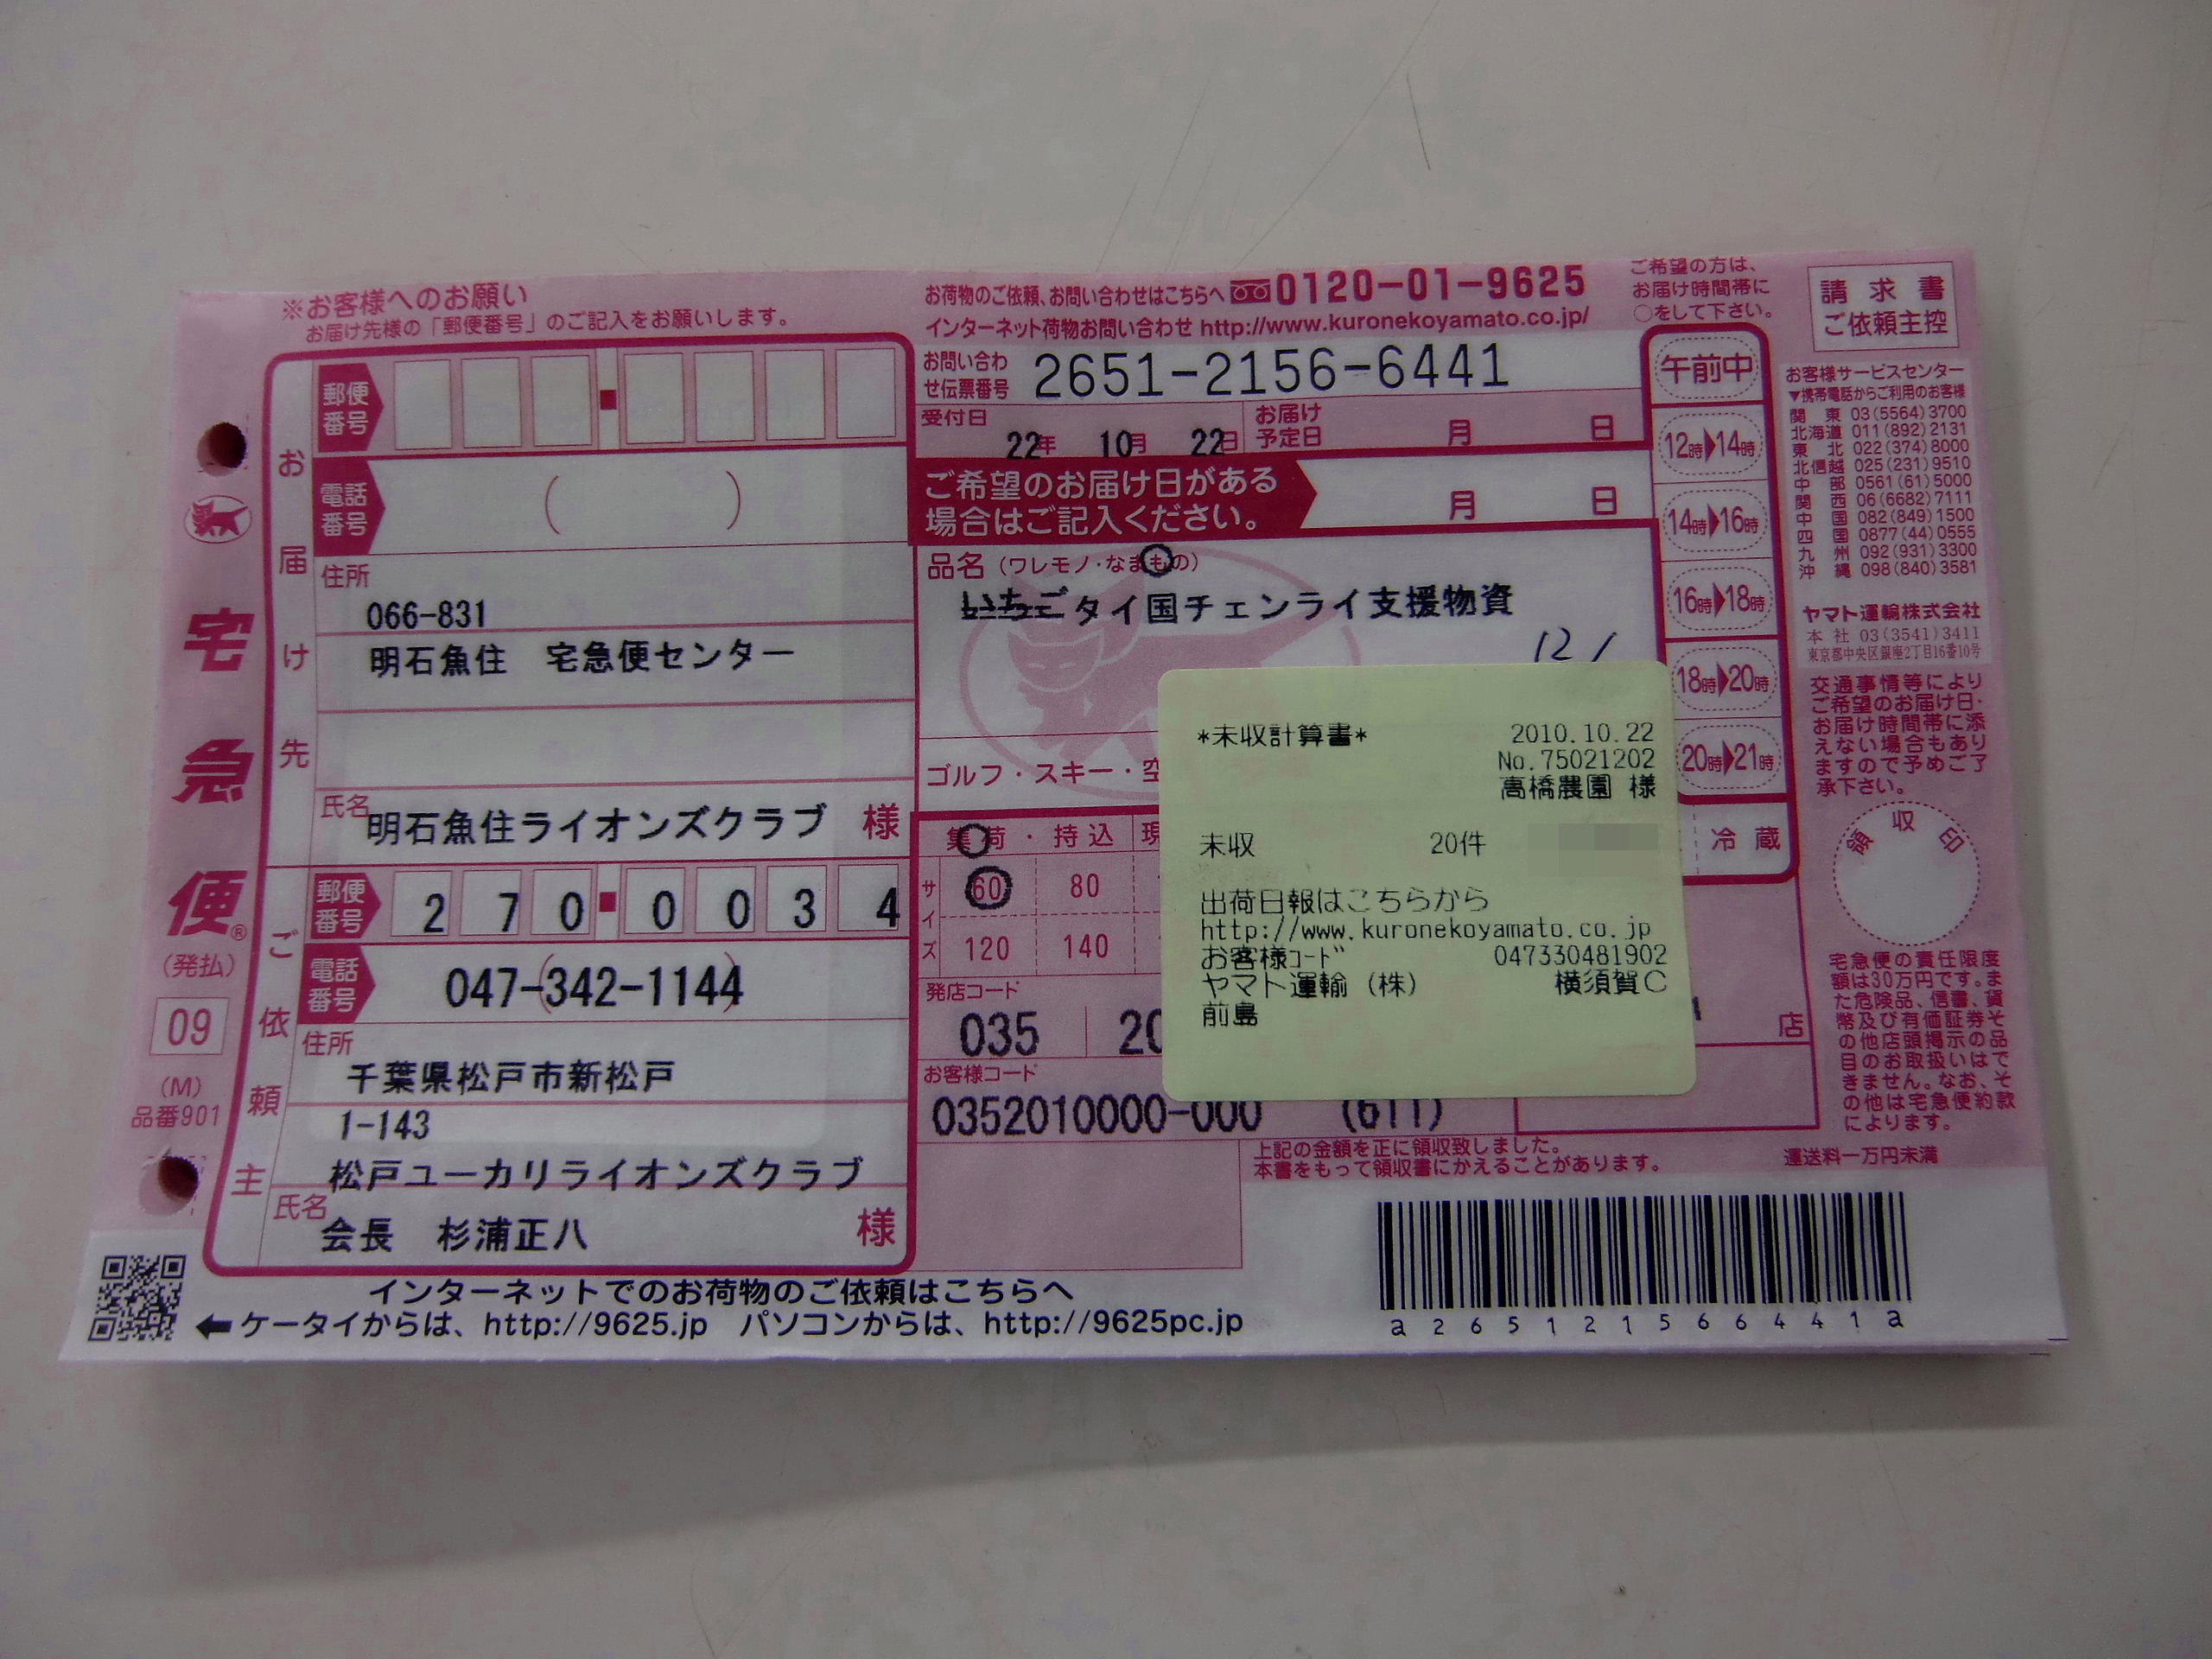 ※お客様へのお願い
お届け先様の「郵便番号」のご記入をお願いします。
お荷物のご依頼、お問い合わせはこちらへ 0120-01-9625
インターネット荷物お問い合わせ http://www.kuronekoyamato.co.jp/
ご希望の方は、
お届け時間帯に
○をして下さい。
請求書
ご依頼主控
お届け先
郵便
番号
電話
番号
( )
住所
066-831
明石魚住 宅急便センター
氏名
明石魚住ライオンズクラブ 様
ご依頼主
郵便
番号
270-0034
電話
番号
047-342-1144
住所
千葉県松戸市新松戸
1-143
松戸ユーカリライオンズクラブ
氏名
会長 杉浦正八 様
宅急便®
(発払)
09
(M)
品番901
お問い合わ
せ伝票番号
2651-2156-6441
受付日
22年 10月 22日
お届け
予定日
月 日
ご希望のお届け日がある
場合はご記入ください。
月 日
品名(ワレモノ・なまもの)
いちごタイ国チェンライ支援物資
12/
ゴルフ・スキー・空
集荷・持込
現
サイズ
60 80
120 140
発店コード
035 20
お客様コード
0352010000-000 (611)
店
午前中
12時▶14時
14時▶16時
16時▶18時
18時▶20時
20時▶21時
冷蔵
*未収計算書* 2010.10.22
No.75021202
高橋農園 様
未収 20件
出荷日報はこちらから
http://www.kuronekoyamato.co.jp
お客様コード 047330481902
ヤマト運輸(株) 横須賀C
前島
お客様サービスセンター
▼携帯電話からご利用のお客様
関東 03(5564)3700
北海道 011(892)2131
東北 022(374)8000
北信越 025(231)9510
中部 0561(61)5000
関西 06(6682)7111
中国 082(849)1500
四国 0877(44)0555
九州 092(931)3300
沖縄 098(840)3581
ヤマト運輸株式会社
本社 03(3541)3411
東京都中央区銀座2丁目16番10号
交通事情等により
ご希望のお届け日・
お届け時間帯に添
えない場合もあり
ますので予めご了
承下さい。
領収印
宅急便の責任限度
額は30万円です。ま
た危険品、信書、貨
幣及び有価証券そ
の他店頭掲示の品
目のお取扱いはで
きません。なお、そ
の他は宅急便約款
によります。
上記の金額を正に領収致しました。
本書をもって領収書にかえることがあります。
運送料一万円未満
インターネットでのお荷物のご依頼はこちらへ
←ケータイからは、http://9625.jp パソコンからは、http://9625pc.jp
a265121566441a